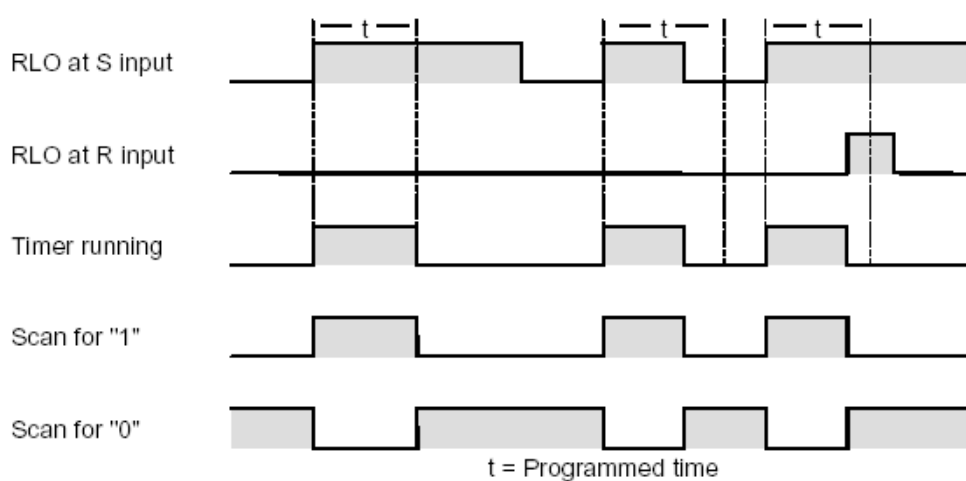 t t t
RLO at S input
RLO at R input
Timer running
Scan for "1"
Scan for "0"
t = Programmed time